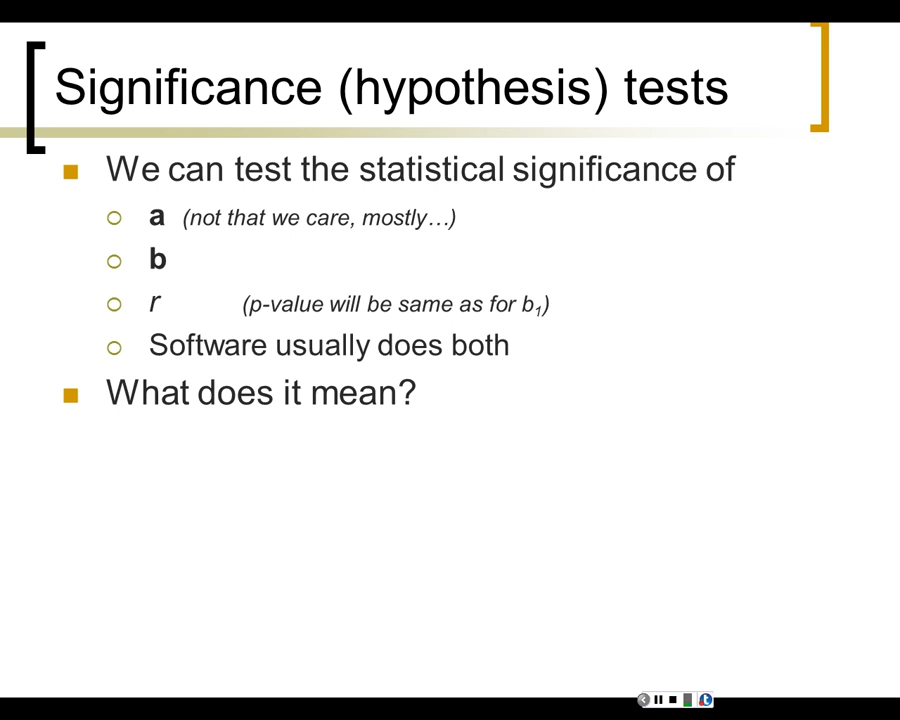 Significance (hypothesis) tests
We can test the statistical significance of
a (not that we care, mostly…)
b
r (p-value will be same as for b₁)
Software usually does both
What does it mean?